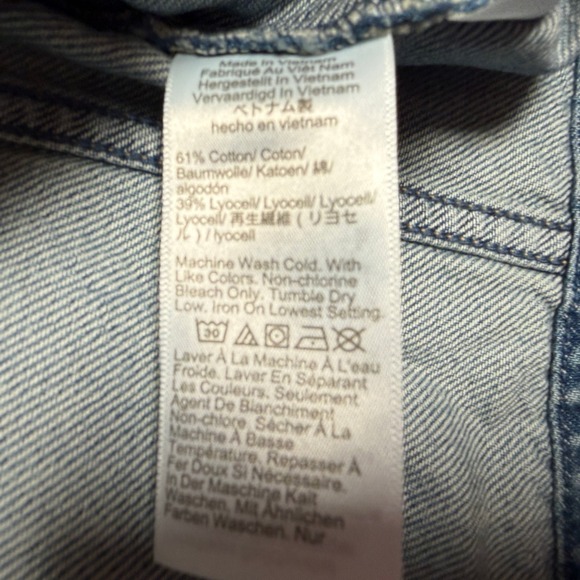 Made In Vietnam
Fabriqué Au Viêt Nam
Hergestellt In Vietnam
Vervaardigd In Vietnam
ベトナム製
hecho en vietnam
61% Cotton/ Coton/
Baumwolle/ Katoen/ 綿/
algodón
39% Lyocell/ Lyocell/ Lyocell/
Lyocell/ 再生繊維 (リヨセ
ル) / lyocell
Machine Wash Cold. With
Like Colors. Non-chlorine
Bleach Only. Tumble Dry
Low. Iron On Lowest Setting.
30
Laver À La Machine À L'eau
Froide. Laver En Séparant
Les Couleurs. Seulement
Agent De Blanchiment
Non-chlore. Sécher À La
Machine À Basse
Température. Repasser À
Fer Doux Si Nécessaire.
In Der Maschine Kalt
Waschen. Mit Ähnlichen
Farben Waschen. Nur